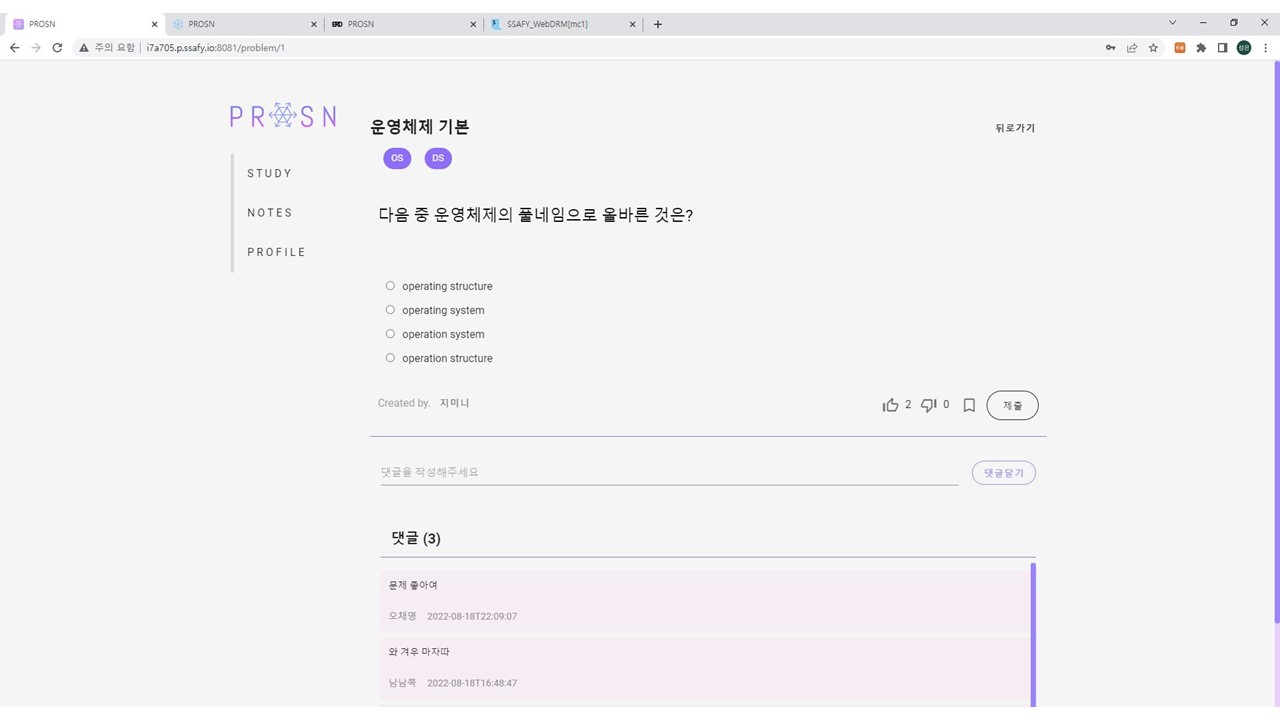 PROSN
PROSN
PROSN
SSAFY_WebDRM[mc1]
주의 요함
i7a705.p.ssafy.io:8081/problem/1
성은
PR SN
STUDY
NOTES
PROFILE
운영체제 기본
뒤로가기
OS DS
다음 중 운영체제의 풀네임으로 올바른 것은?
operating structure
operating system
operation system
operation structure
Created by. 지미니
2 0 제출
댓글을 작성해주세요
댓글달기
댓글 (3)
문제 좋아여
오채명 2022-08-18T22:09:07
와 겨우 마자따
남남쪽 2022-08-18T16:48:47